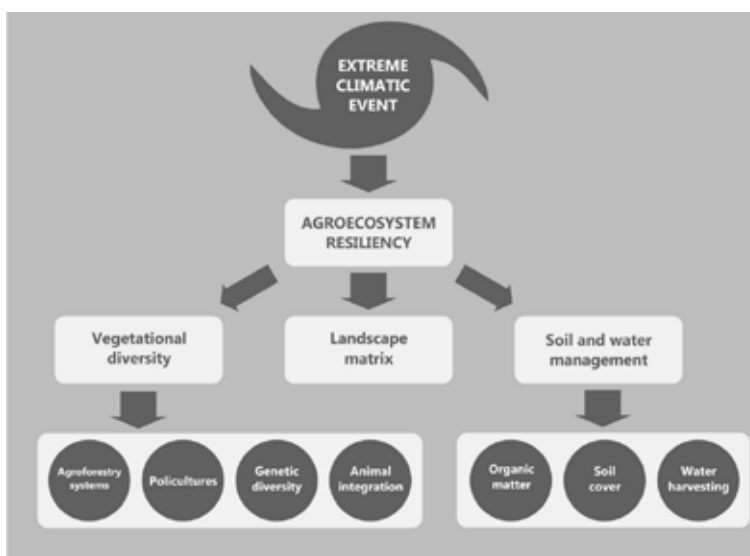 EXTREME
CLIMATIC
EVENT
AGROECOSYSTEM
RESILIENCY
Vegetational
diversity
Landscape
matrix
Soil and water
management
Agroforestry
systems
Policultures
Genetic
diversity
Animal
integration
Organic
matter
Soil
cover
Water
harvesting